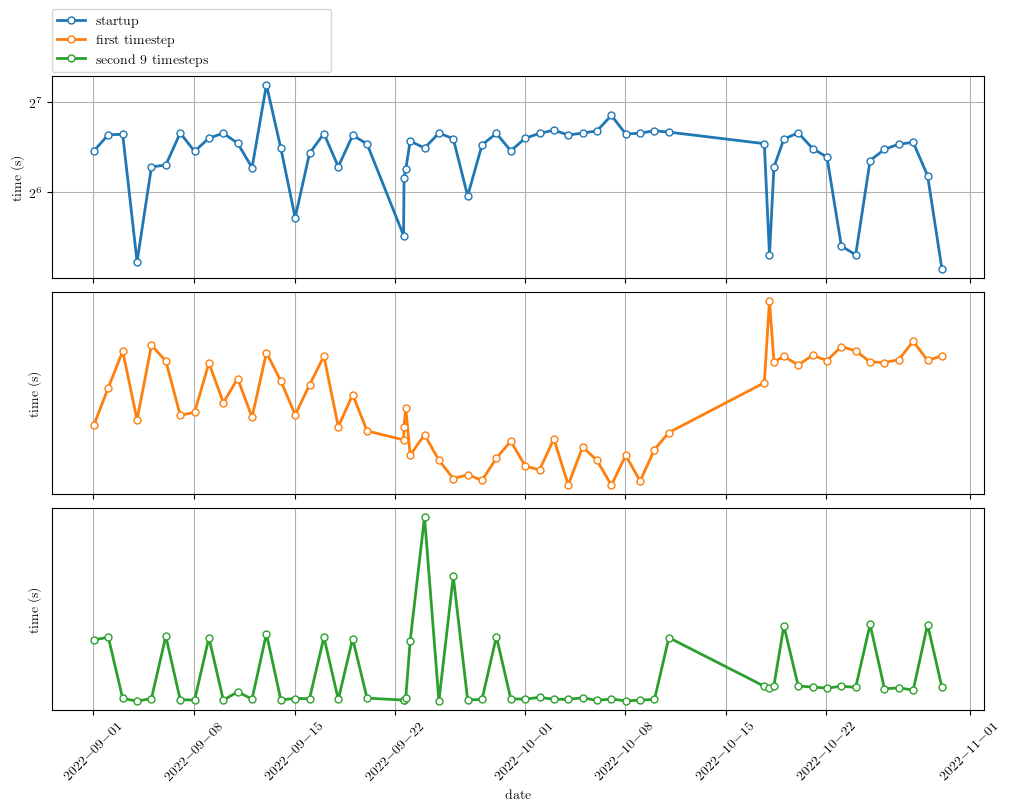 startup
first timestep
second 9 timesteps
2^7
2^6
time (s)
time (s)
time (s)
2022−09−01
2022−09−08
2022−09−15
2022−09−22
2022−10−01
2022−10−08
2022−10−15
2022−10−22
2022−11−01
date